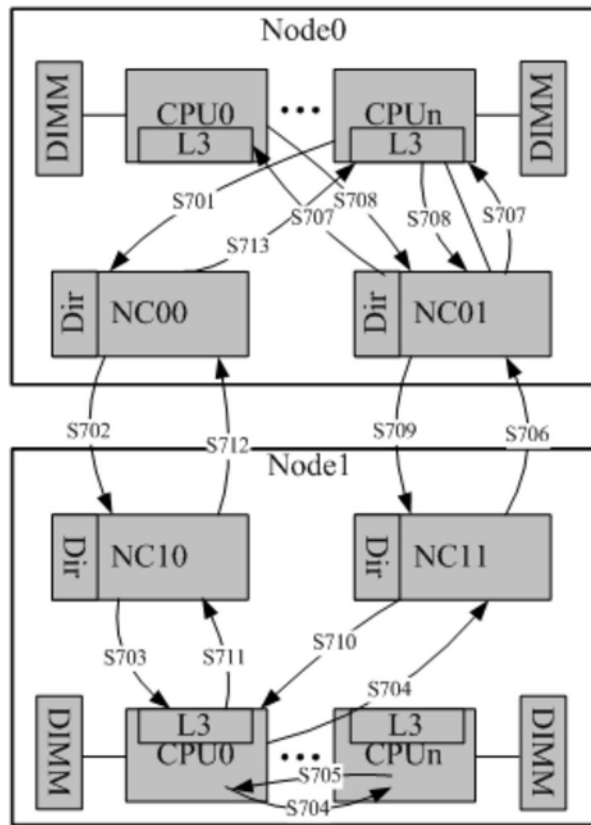 Node0
DIMM
CPU0
L3
CPUn
L3
DIMM
S701
S708
S707
S713
S708
S707
Dir
NC00
Dir
NC01
S702
S712
S709
S706
Node1
Dir
NC10
Dir
NC11
S703
S711
S710
S704
DIMM
L3
CPU0
L3
CPUn
DIMM
S705
S704